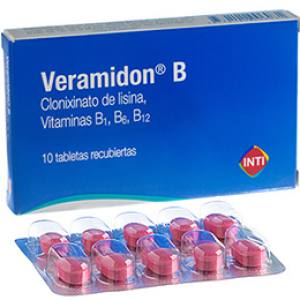 Veramidon® B
Clonixinato de lisina,
Vitaminas B1, B6, B12
10 tabletas recubiertas
INTI